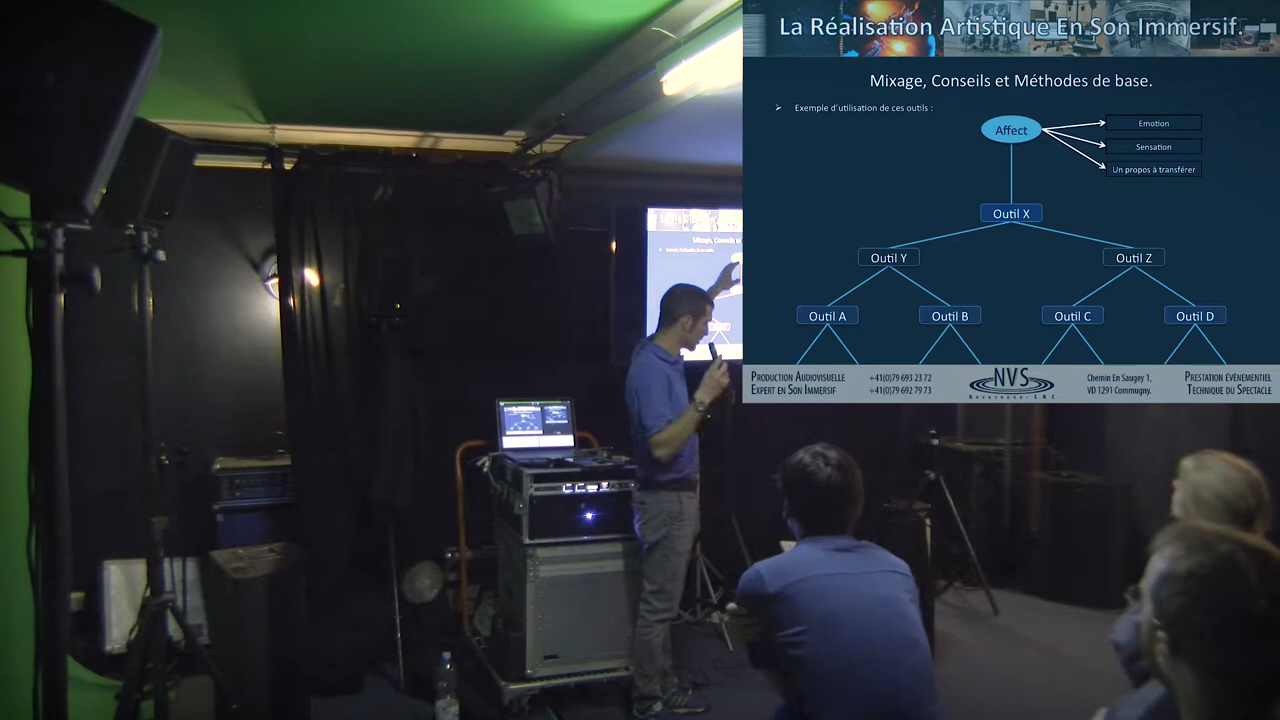 La Réalisation Artistique En Son Immersif.
Mixage, Conseils et Méthodes de base.
➢ Exemple d'utilisation de ces outils :
Affect
Emotion
Sensation
Un propos à transférer
Outil X
Outil Y
Outil Z
Outil A
Outil B
Outil C
Outil D
Production Audiovisuelle
Expert en Son Immersif
+41(0)79 693 23 72
+41(0)79 692 79 73
NVS
Chemin En Saugey 1,
VD 1291 Commugny.
Prestation évènementiel
Technique du Spectacle